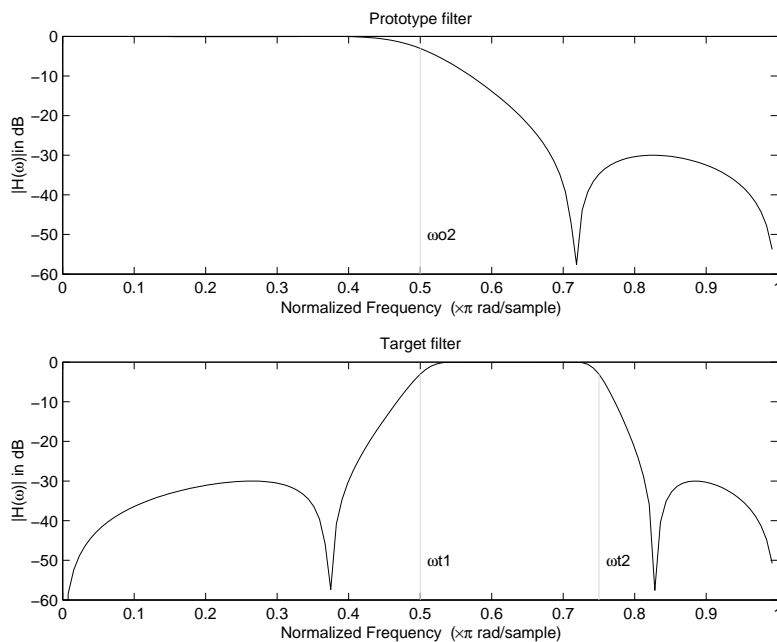 Prototype filter
0
−10
−20
−30
−40
−50
−60
|H(ω)|in dB
ωo2
0 0.1 0.2 0.3 0.4 0.5 0.6 0.7 0.8 0.9 1
Normalized Frequency (×π rad/sample)
Target filter
0
−10
−20
−30
−40
−50
−60
|H(ω)| in dB
ωt1 ωt2
0 0.1 0.2 0.3 0.4 0.5 0.6 0.7 0.8 0.9 1
Normalized Frequency (×π rad/sample)